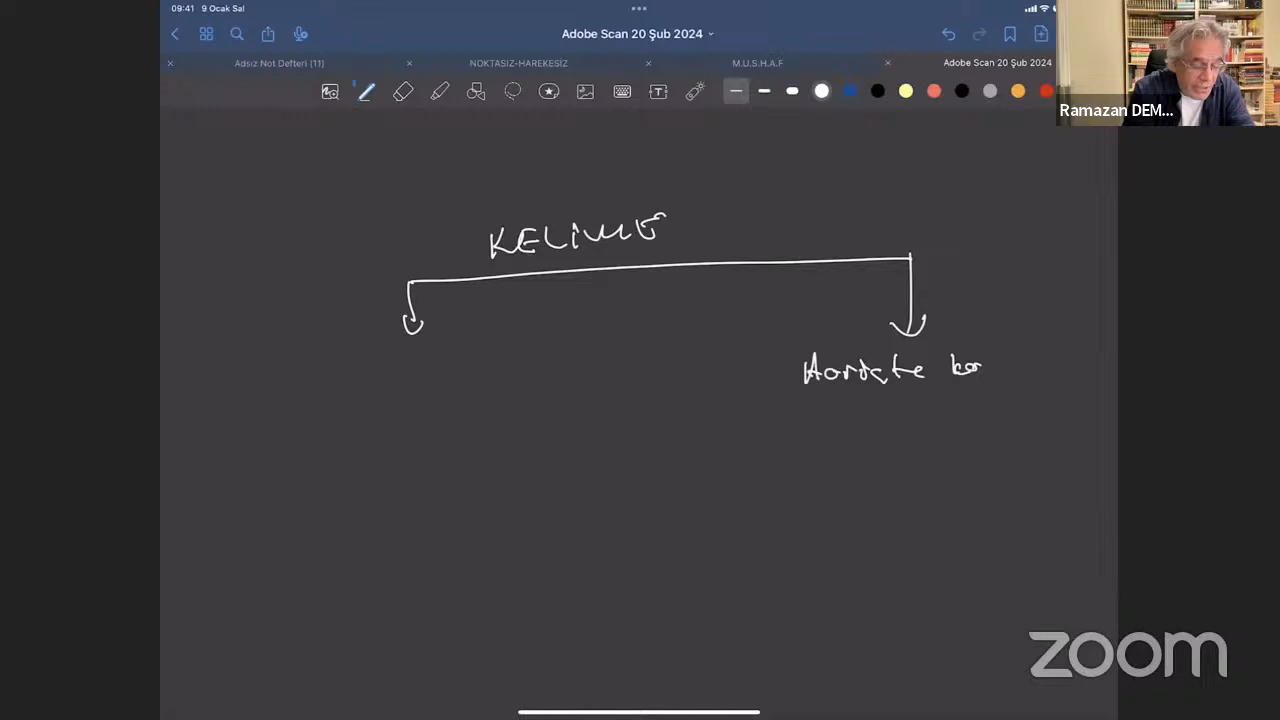 09:41 9 Ocak Sal
Adobe Scan 20 Şub 2024
Adsız Not Defteri (11)
NOKTASIZ-HAREKESİZ
M.U.S.H.A.F
Adobe Scan 20 Şub 2024
Ramazan DEM...
KELİME
Hariçte
zoom